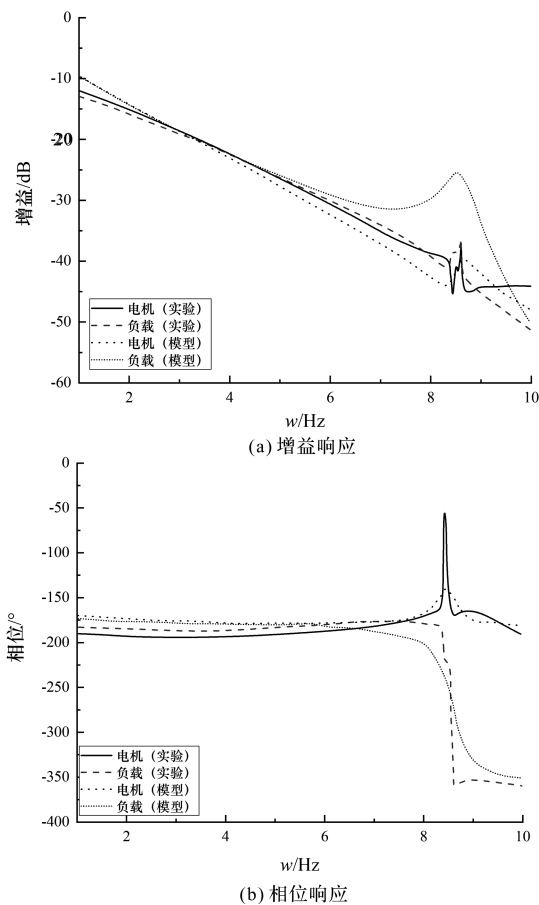 0
-10
-20
-30
-40
-50
-60
增益/dB
电机（实验）
负载（实验）
电机（模型）
负载（模型）
2 4 6 8 10
w/Hz
(a) 增益响应
0
-50
-100
-150
-200
-250
-300
-350
-400
相位/°
电机（实验）
负载（实验）
电机（模型）
负载（模型）
2 4 6 8 10
w/Hz
(b) 相位响应